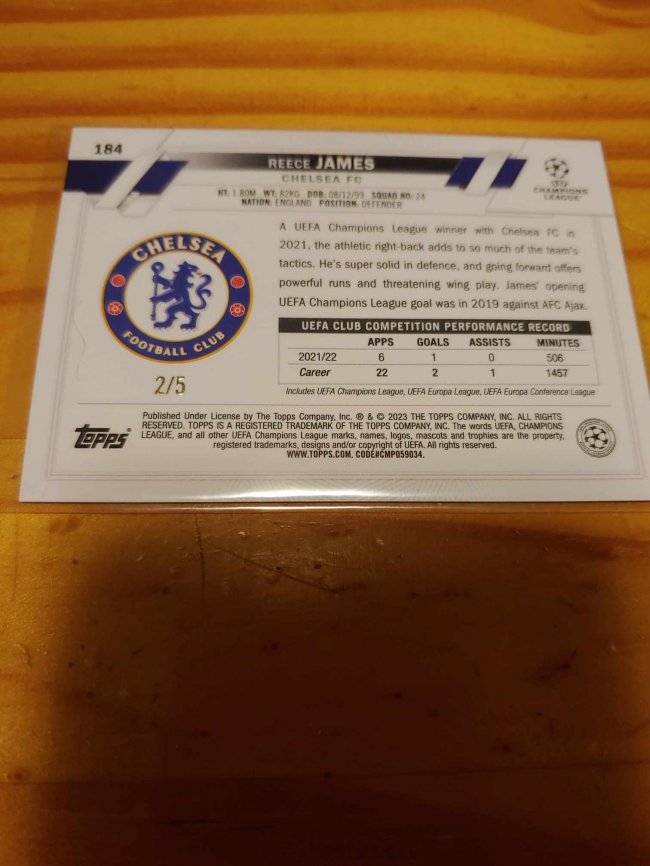 184
REECE JAMES
CHELSEA FC
HT: 1.80M WT: 82KG DOB: 08/12/99 SQUAD NO: 24
NATION: ENGLAND POSITION: DEFENDER
CHAMPIONS
LEAGUE
A UEFA Champions League winner with Chelsea FC in
2021, the athletic right-back adds to so much of the team's
tactics. He's super solid in defence, and going forward offers
powerful runs and threatening wing play. James' opening
UEFA Champions League goal was in 2019 against AFC Ajax.
CHELSEA
FOOTBALL CLUB
2/5
UEFA CLUB COMPETITION PERFORMANCE RECORD
APPS GOALS ASSISTS MINUTES
2021/22 6 1 0 506
Career 22 2 1 1457
Includes UEFA Champions League, UEFA Europa League, UEFA Europa Conference League
Topps
Published Under License by The Topps Company, Inc. ® & © 2023 THE TOPPS COMPANY, INC. ALL RIGHTS
RESERVED. TOPPS IS A REGISTERED TRADEMARK OF THE TOPPS COMPANY, INC. The words UEFA, CHAMPIONS
LEAGUE, and all other UEFA Champions League marks, names, logos, mascots and trophies are the property,
registered trademarks, designs and/or copyright of UEFA. All rights reserved.
WWW.TOPPS.COM. CODE#CMP059034.